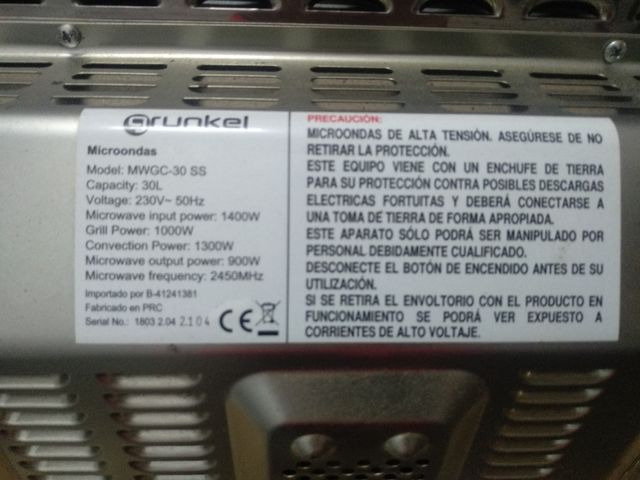 Grunkel
Microondas
Model: MWGC-30 SS
Capacity: 30L
Voltage: 230V~ 50Hz
Microwave input power: 1400W
Grill Power: 1000W
Convection Power: 1300W
Microwave output power: 900W
Microwave frequency: 2450MHz
Importado por B-41241381
Fabricado en PRC
Serial No.: 1803 2.04 2104
CE
PRECAUCIÓN:
MICROONDAS DE ALTA TENSIÓN. ASEGÚRESE DE NO
RETIRAR LA PROTECCIÓN.
ESTE EQUIPO VIENE CON UN ENCHUFE DE TIERRA
PARA SU PROTECCIÓN CONTRA POSIBLES DESCARGAS
ELECTRICAS FORTUITAS Y DEBERÁ CONECTARSE A
UNA TOMA DE TIERRA DE FORMA APROPIADA.
ESTE APARATO SÓLO PODRÁ SER MANIPULADO POR
PERSONAL DEBIDAMENTE CUALIFICADO.
DESCONECTE EL BOTÓN DE ENCENDIDO ANTES DE SU
UTILIZACIÓN.
SI SE RETIRA EL ENVOLTORIO CON EL PRODUCTO EN
FUNCIONAMIENTO SE PODRÁ VER EXPUESTO A
CORRIENTES DE ALTO VOLTAJE.